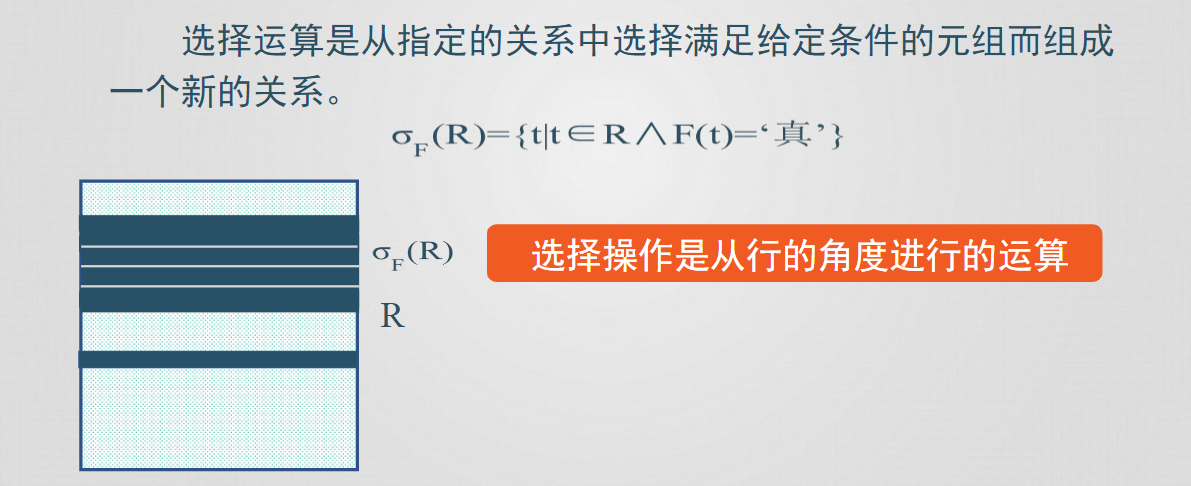 选择运算是从指定的关系中选择满足给定条件的元组而组成
一个新的关系。
σF(R)={t|t∈R∧F(t)=‘真’}
σF(R)
选择操作是从行的角度进行的运算
R